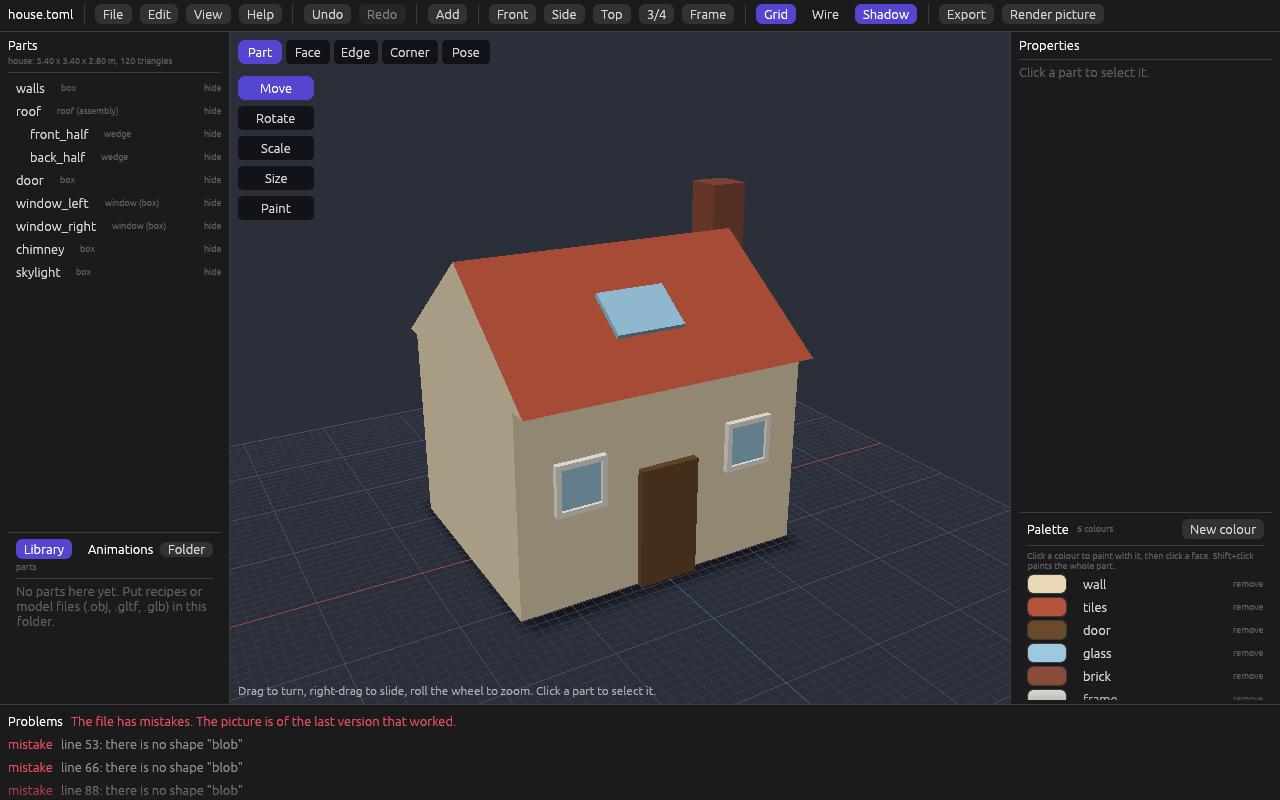 house.toml File Edit View Help Undo Redo Add Front Side Top 3/4 Frame Grid Wire Shadow Export Render picture
Parts
house: 3.40 x 3.40 x 2.80 m, 120 triangles
walls box hide
roof roof (assembly) hide
front_half wedge hide
back_half wedge hide
door box hide
window_left window (box) hide
window_right window (box) hide
chimney box hide
skylight box hide
Library Animations Folder
parts
No parts here yet. Put recipes or
model files (.obj, .gltf, .glb) in this
folder.
Part Face Edge Corner Pose
Move
Rotate
Scale
Size
Paint
Drag to turn, right-drag to slide, roll the wheel to zoom. Click a part to select it.
Properties
Click a part to select it.
Palette 6 colours New colour
Click a colour to paint with it, then click a face. Shift+click
paints the whole part.
wall remove
tiles remove
door remove
glass remove
brick remove
frame remove
Problems The file has mistakes. The picture is of the last version that worked.
mistake line 53: there is no shape "blob"
mistake line 66: there is no shape "blob"
mistake line 88: there is no shape "blob"